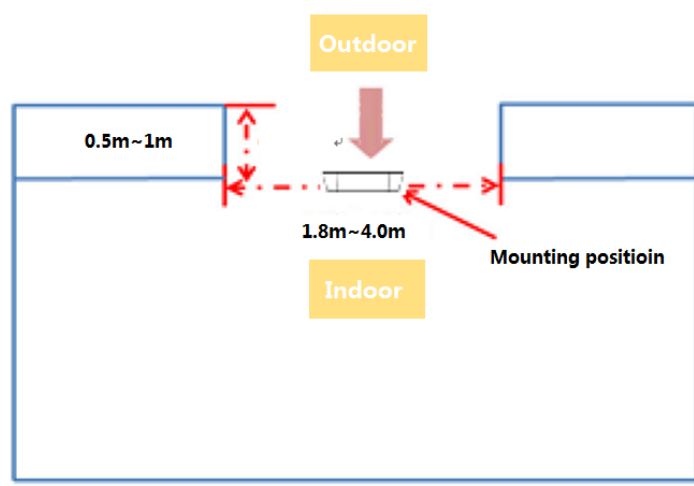 Outdoor
0.5m~1m
↵
1.8m~4.0m
Mounting positioin
Indoor